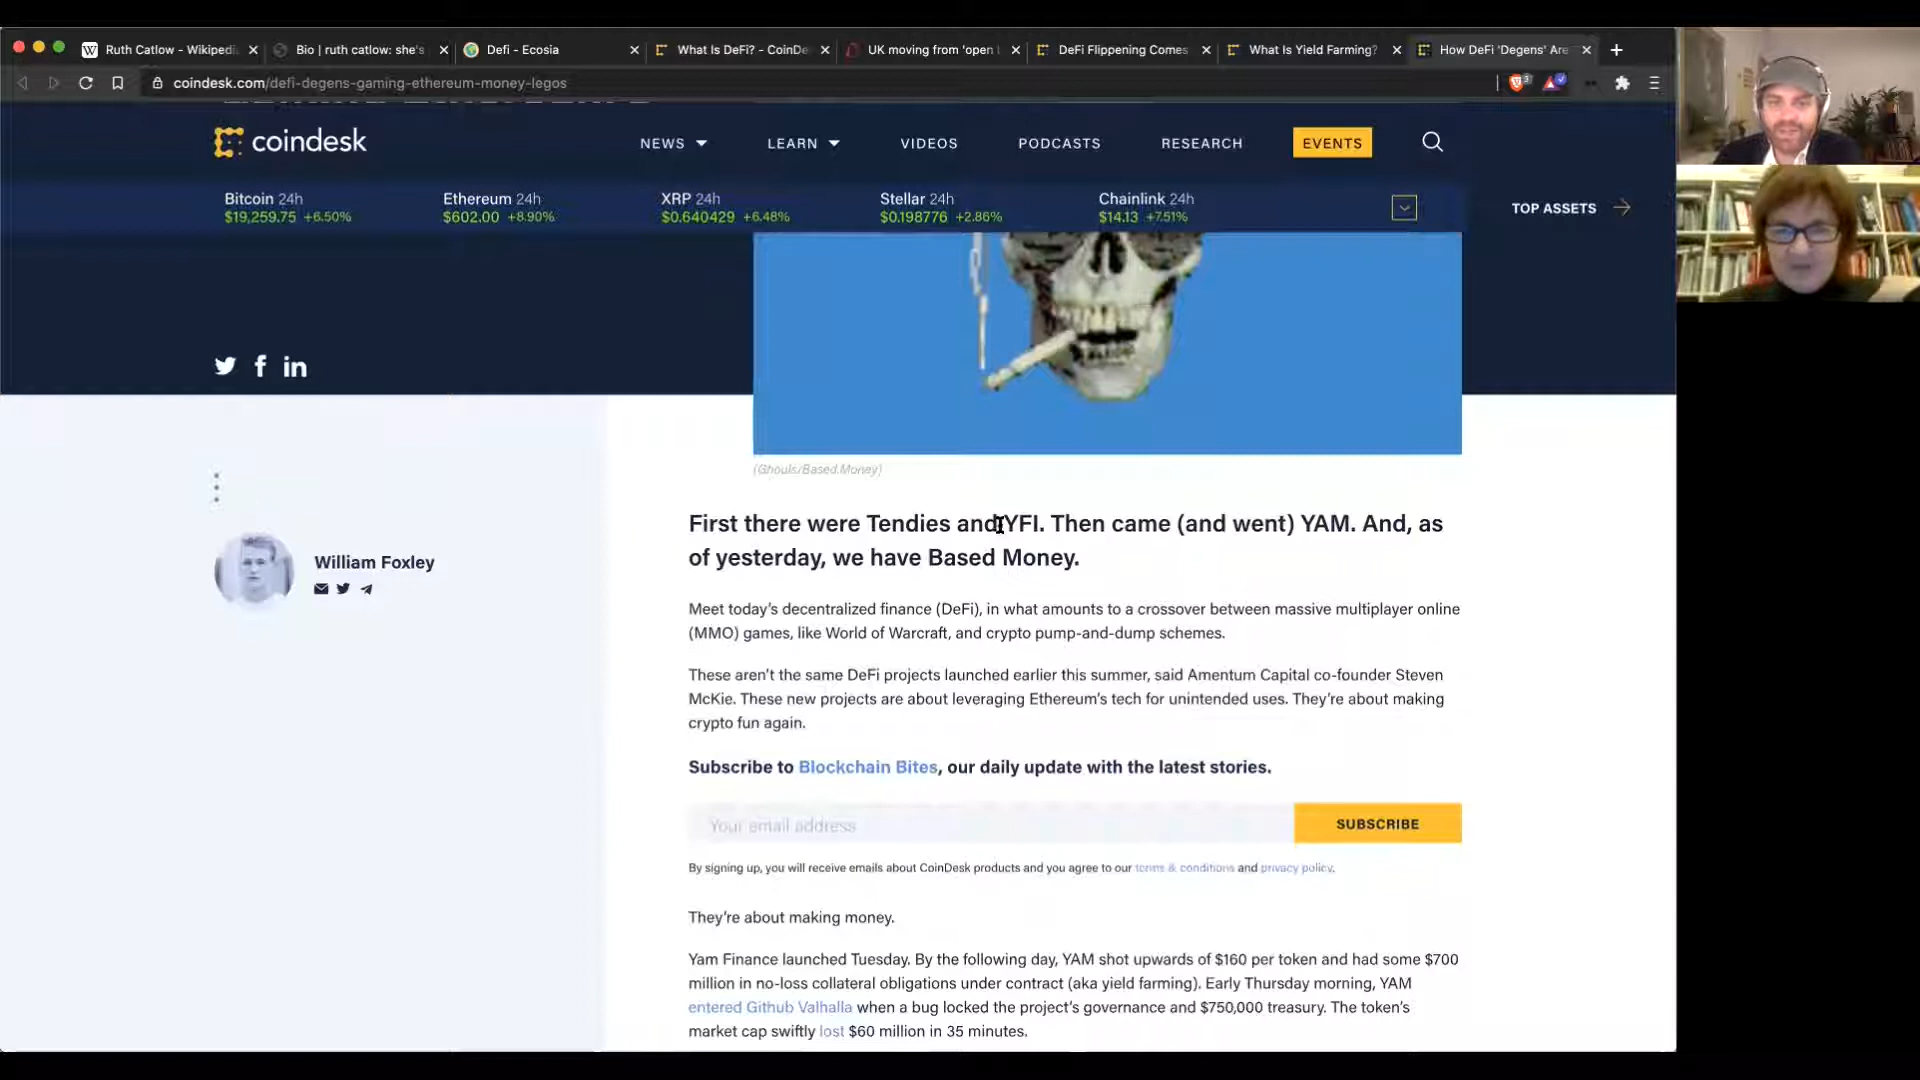 Ruth Catlow - Wikipedi
Bio | ruth catlow: she's
Defi - Ecosia
What Is DeFi? - CoinDe
UK moving from 'open
DeFi Flippening Comes
What Is Yield Farming?
How DeFi 'Degens' Are
coindesk.com/defi-degens-gaming-ethereum-money-legos
coindesk
NEWS
LEARN
VIDEOS
PODCASTS
RESEARCH
EVENTS
Bitcoin 24h
$19,259.75 +6.50%
Ethereum 24h
$602.00 +8.90%
XRP 24h
$0.640429 +6.48%
Stellar 24h
$0.198776 +2.86%
Chainlink 24h
$14.13 +7.51%
TOP ASSETS
(Ghouls/Based.Money)
William Foxley
First there were Tendies and YFI. Then came (and went) YAM. And, as
of yesterday, we have Based Money.
Meet today's decentralized finance (DeFi), in what amounts to a crossover between massive multiplayer online
(MMO) games, like World of Warcraft, and crypto pump-and-dump schemes.
These aren't the same DeFi projects launched earlier this summer, said Amentum Capital co-founder Steven
McKie. These new projects are about leveraging Ethereum's tech for unintended uses. They're about making
crypto fun again.
Subscribe to Blockchain Bites, our daily update with the latest stories.
Your email address
SUBSCRIBE
By signing up, you will receive emails about CoinDesk products and you agree to our terms & conditions and privacy policy.
They're about making money.
Yam Finance launched Tuesday. By the following day, YAM shot upwards of $160 per token and had some $700
million in no-loss collateral obligations under contract (aka yield farming). Early Thursday morning, YAM
entered Github Valhalla when a bug locked the project's governance and $750,000 treasury. The token's
market cap swiftly lost $60 million in 35 minutes.